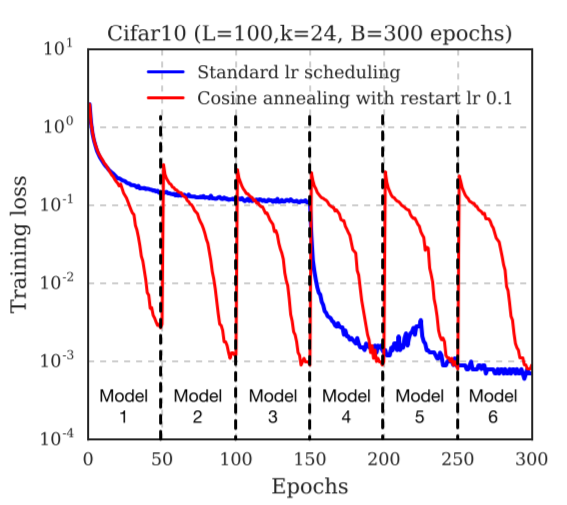 Cifar10 (L=100,k=24, B=300 epochs)
Standard lr scheduling
Cosine annealing with restart lr 0.1
Training loss
10^1
10^0
10^-1
10^-2
10^-3
10^-4
Model 1
Model 2
Model 3
Model 4
Model 5
Model 6
0 50 100 150 200 250 300
Epochs